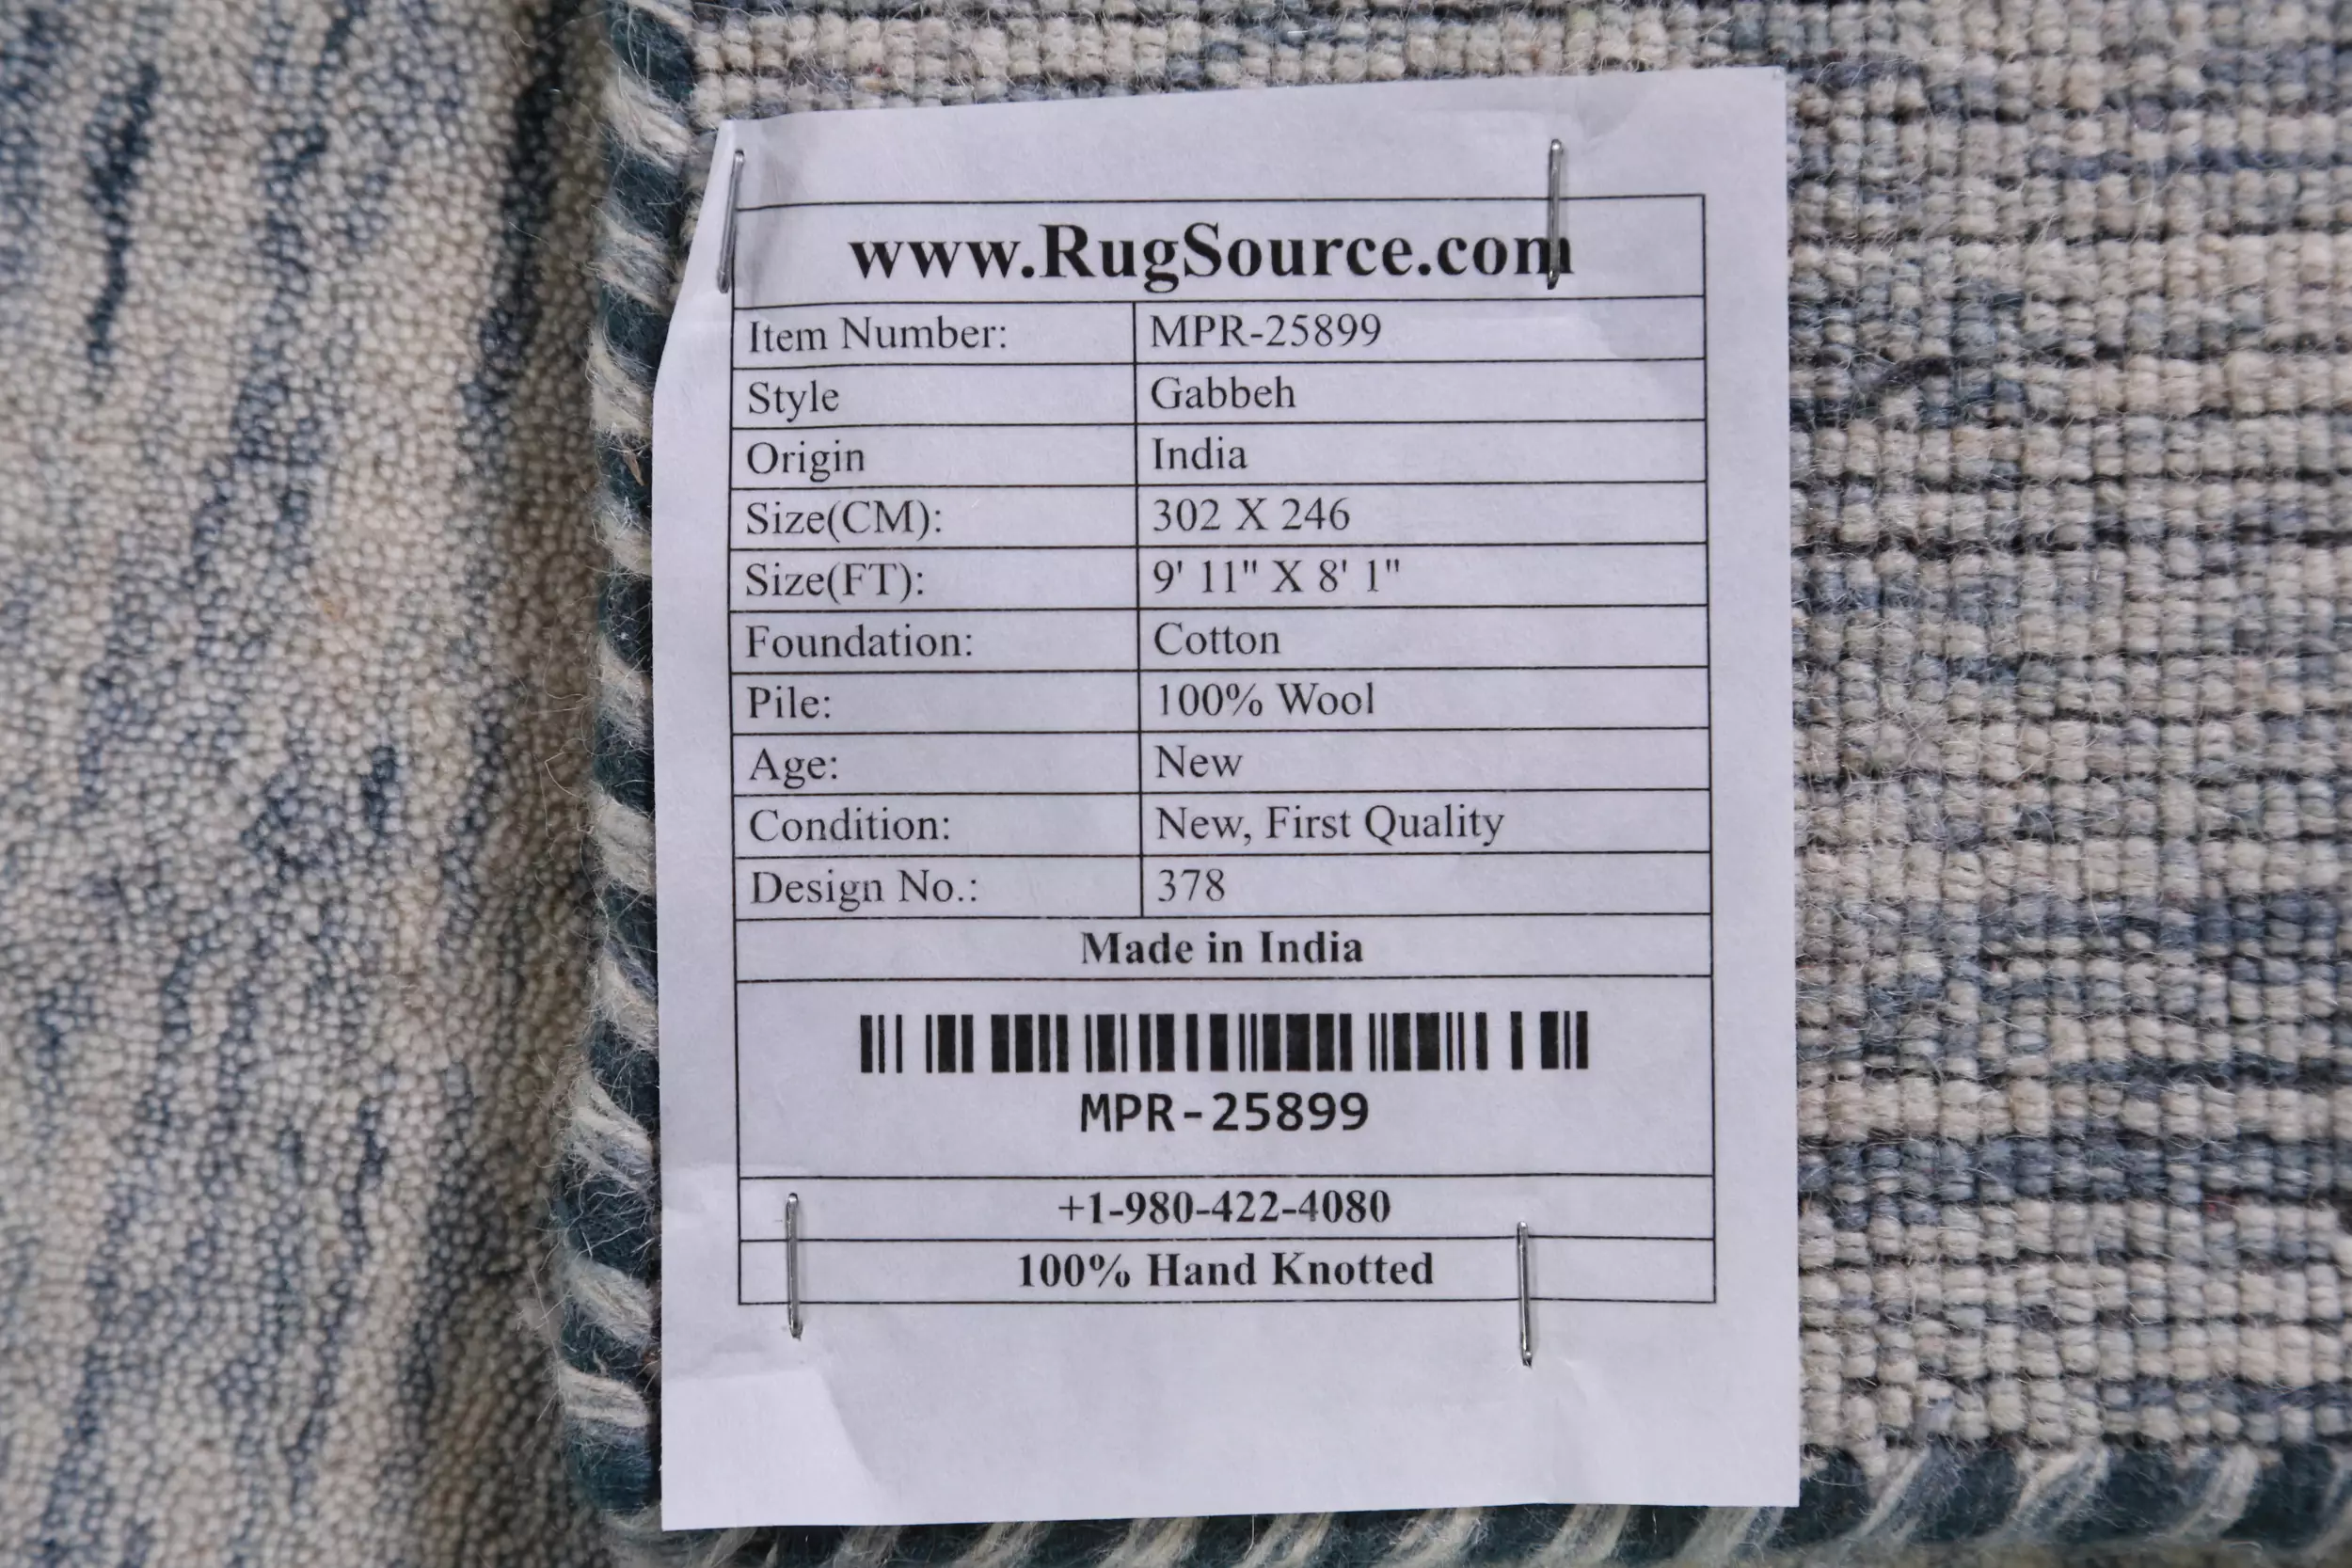 www.RugSource.com
Item Number: MPR-25899
Style Gabbeh
Origin India
Size(CM): 302 X 246
Size(FT): 9' 11" X 8' 1"
Foundation: Cotton
Pile: 100% Wool
Age: New
Condition: New, First Quality
Design No.: 378
Made in India
MPR-25899
+1-980-422-4080
100% Hand Knotted